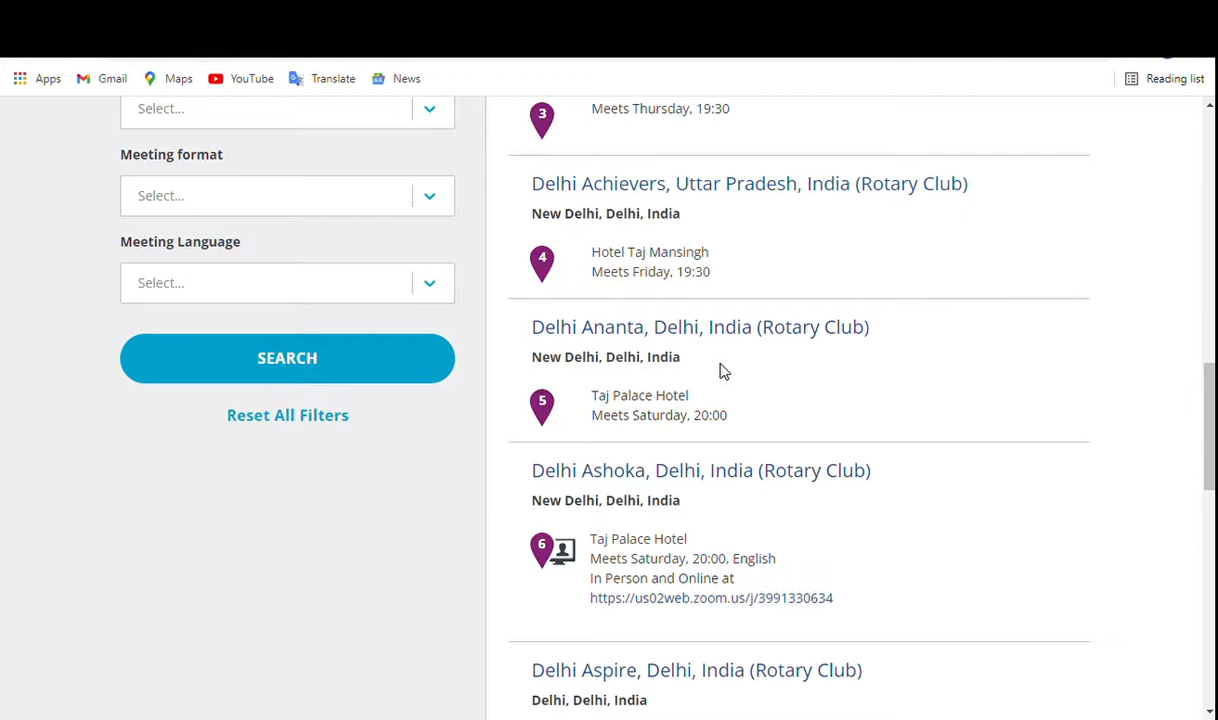 Apps
Gmail
Maps
YouTube
Translate
News
Reading list
Select...
Meeting format
Select...
Meeting Language
Select...
SEARCH
Reset All Filters
3
Meets Thursday, 19:30
Delhi Achievers, Uttar Pradesh, India (Rotary Club)
New Delhi, Delhi, India
4
Hotel Taj Mansingh
Meets Friday, 19:30
Delhi Ananta, Delhi, India (Rotary Club)
New Delhi, Delhi, India
5
Taj Palace Hotel
Meets Saturday, 20:00
Delhi Ashoka, Delhi, India (Rotary Club)
New Delhi, Delhi, India
6
Taj Palace Hotel
Meets Saturday, 20:00, English
In Person and Online at
https://us02web.zoom.us/j/3991330634
Delhi Aspire, Delhi, India (Rotary Club)
Delhi, Delhi, India